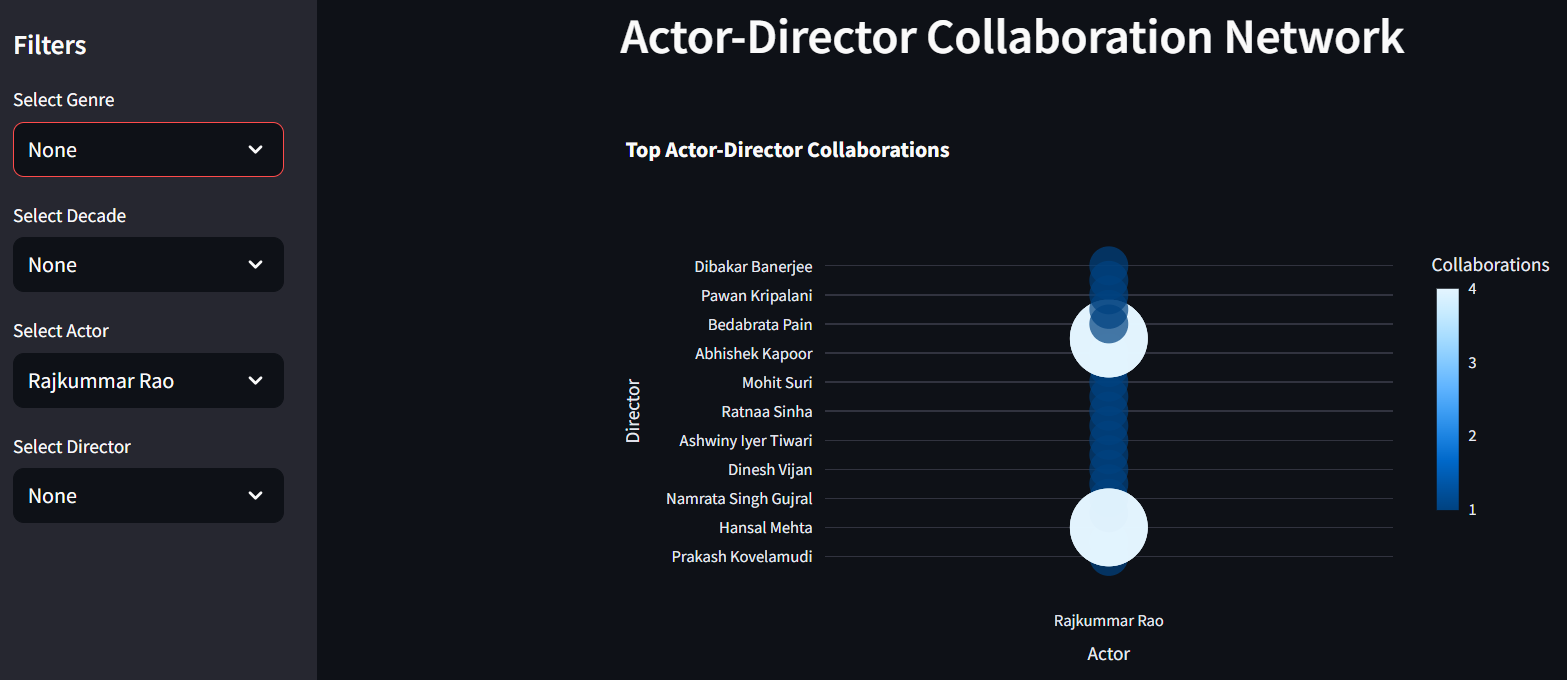 Filters
Select Genre
None
Select Decade
None
Select Actor
Rajkummar Rao
Select Director
None
Actor-Director Collaboration Network
Top Actor-Director Collaborations
Director
Dibakar Banerjee
Pawan Kripalani
Bedabrata Pain
Abhishek Kapoor
Mohit Suri
Ratnaa Sinha
Ashwiny Iyer Tiwari
Dinesh Vijan
Namrata Singh Gujral
Hansal Mehta
Prakash Kovelamudi
Rajkummar Rao
Actor
Collaborations
4
3
2
1